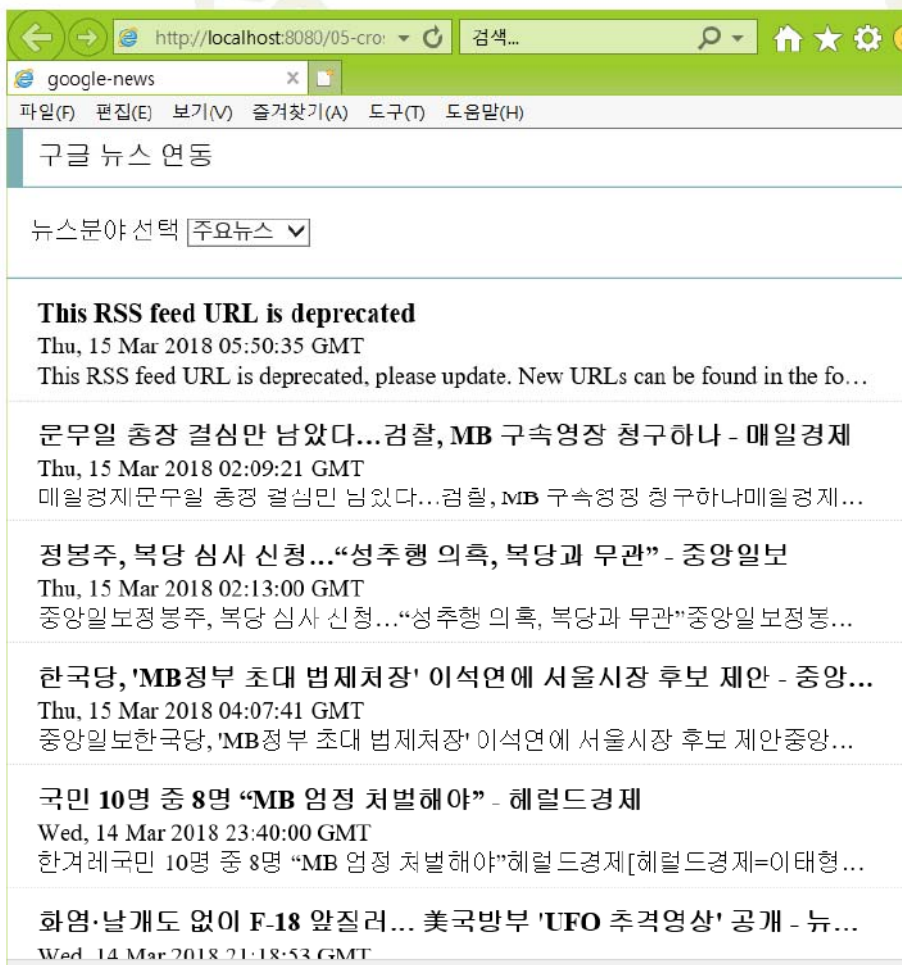 http://localhost:8080/05-cro: 검색...
google-news
파일(F) 편집(E) 보기(V) 즐겨찾기(A) 도구(T) 도움말(H)
구글 뉴스 연동
뉴스분야 선택 주요뉴스
This RSS feed URL is deprecated
Thu, 15 Mar 2018 05:50:35 GMT
This RSS feed URL is deprecated, please update. New URLs can be found in the fo...
문무일 총장 결심만 남았다...검찰, MB 구속영장 청구하나 - 매일경제
Thu, 15 Mar 2018 02:09:21 GMT
매일경제문무일 총장 결심만 남았다...검찰, MB 구속영장 청구하나매일경제...
정봉주, 복당 심사 신청...“성추행 의혹, 복당과 무관” - 중앙일보
Thu, 15 Mar 2018 02:13:00 GMT
중앙일보정봉주, 복당 심사 신청...“성추행 의혹, 복당과 무관”중앙일보정봉...
한국당, 'MB정부 초대 법제처장' 이석연에 서울시장 후보 제안 - 중앙...
Thu, 15 Mar 2018 04:07:41 GMT
중앙일보한국당, 'MB정부 초대 법제처장' 이석연에 서울시장 후보 제안중앙...
국민 10명 중 8명 “MB 엄정 처벌해야” - 헤럴드경제
Wed, 14 Mar 2018 23:40:00 GMT
한겨레국민 10명 중 8명 “MB 엄정 처벌해야”헤럴드경제[헤럴드경제=이태형...
화염·날개도 없이 F-18 앞질러... 美국방부 'UFO 추격영상' 공개 - 뉴...
Wed, 14 Mar 2018 21:18:53 GMT